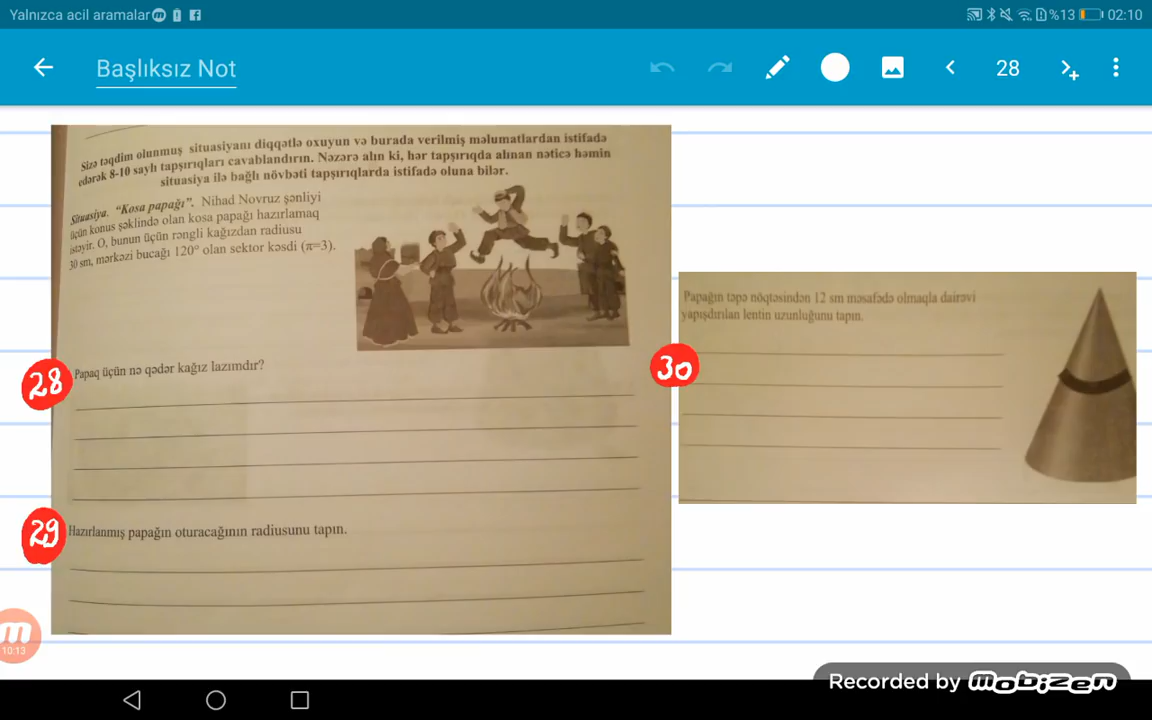 Yalnızca acil aramalar
%13 02:10
Başlıksız Not
28
Sizə təqdim olunmuş situasiyanı diqqətlə oxuyun və burada verilmiş məlumatlardan istifadə
edərək 8-10 saylı tapşırıqları cavablandırın. Nəzərə alın ki, hər tapşırıqda alınan nəticə həmin
situasiya ilə bağlı növbəti tapşırıqlarda istifadə oluna bilər.
Situasiya. “Kosa papağı”. Nihad Novruz şənliyi
üçün konus şəklində olan kosa papağı hazırlamaq
istəyir. O, bunun üçün rəngli kağızdan radiusu
30 sm, mərkəzi bucağı 120° olan sektor kəsdi (π=3).
28
Papaq üçün nə qədər kağız lazımdır?
29
Hazırlanmış papağın oturacağının radiusunu tapın.
30
Papağın təpə nöqtəsindən 12 sm məsafədə olmaqla dairəvi
yapışdırılan lentin uzunluğunu tapın.
m
10:13
Recorded by mobizen